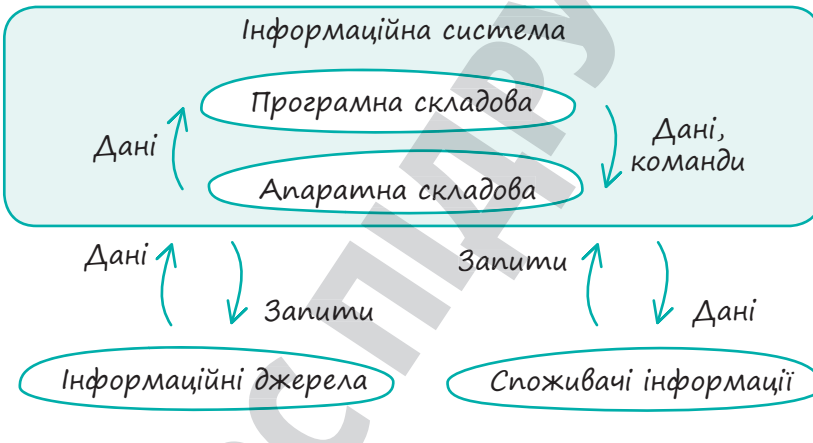 Інформаційна система
Програмна складова
Дані
Дані,
команди
Апаратна складова
Дані
Запити
Запити
Дані
Інформаційні джерела
Споживачі інформації